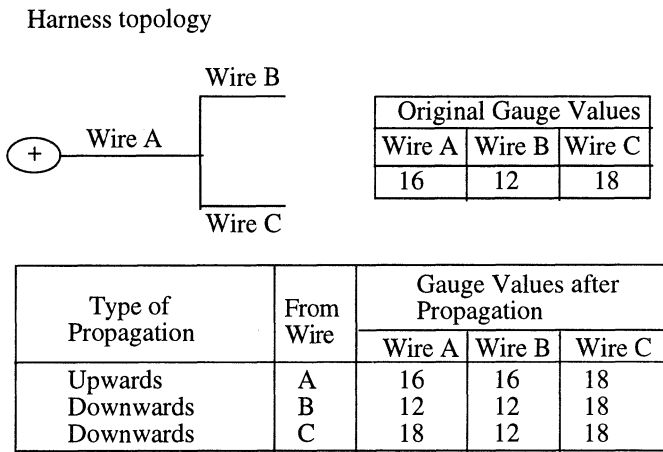 Harness topology
Wire B
Wire A
+
Wire C
Original Gauge Values
Wire A Wire B Wire C
16 12 18
Type of Propagation From Wire Gauge Values after Propagation
Wire A Wire B Wire C
Upwards A 16 16 18
Downwards B 12 12 18
Downwards C 18 12 18